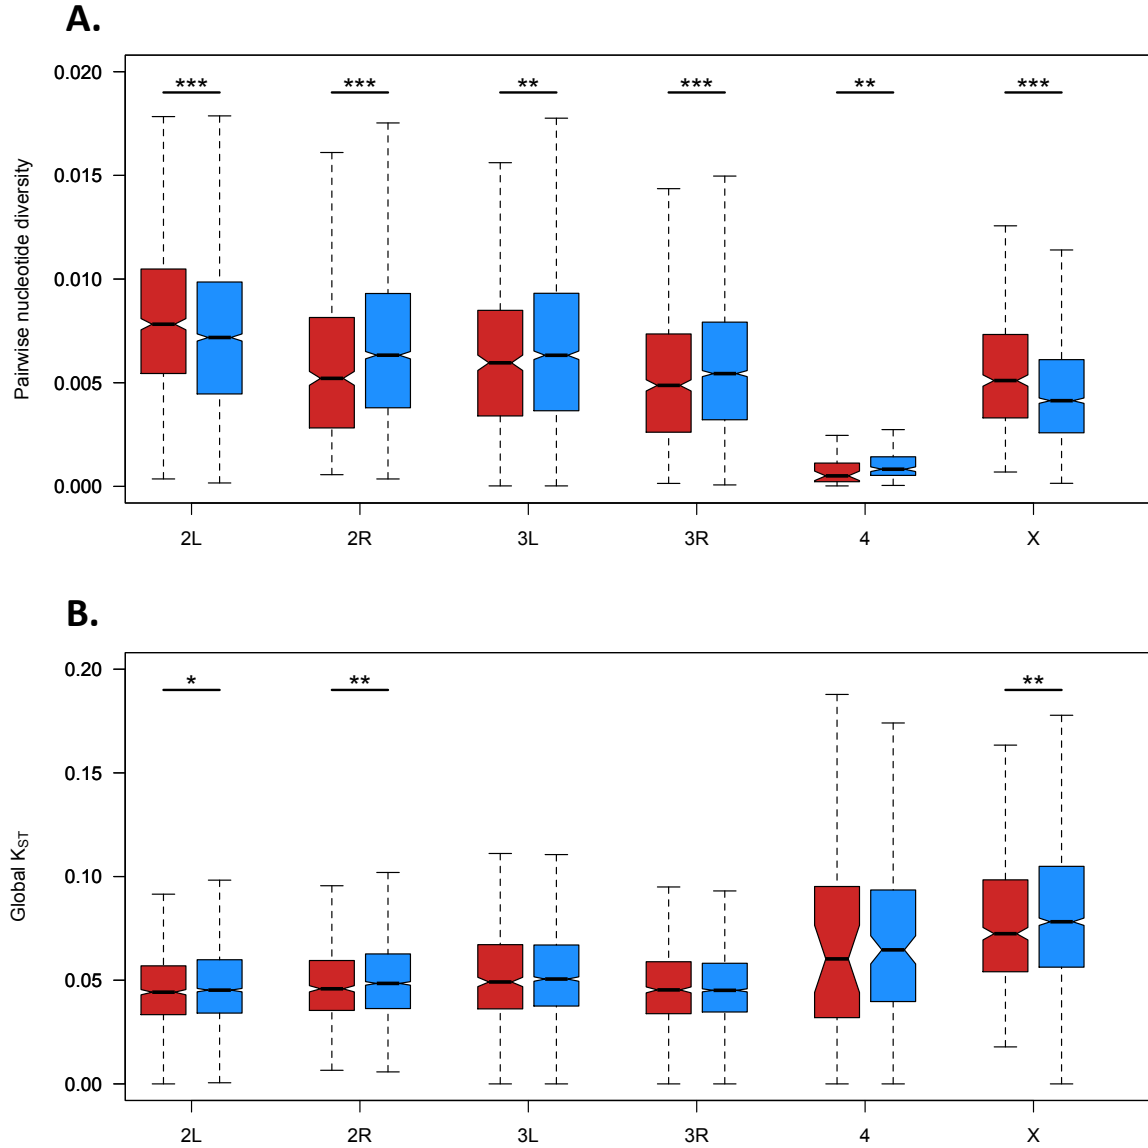 A.
Pairwise nucleotide diversity
0.020
0.015
0.010
0.005
0.000
*** *** ** *** ** ***
2L 2R 3L 3R 4 X
B.
Global K_ST
0.20
0.15
0.10
0.05
0.00
* ** **
2L 2R 3L 3R 4 X